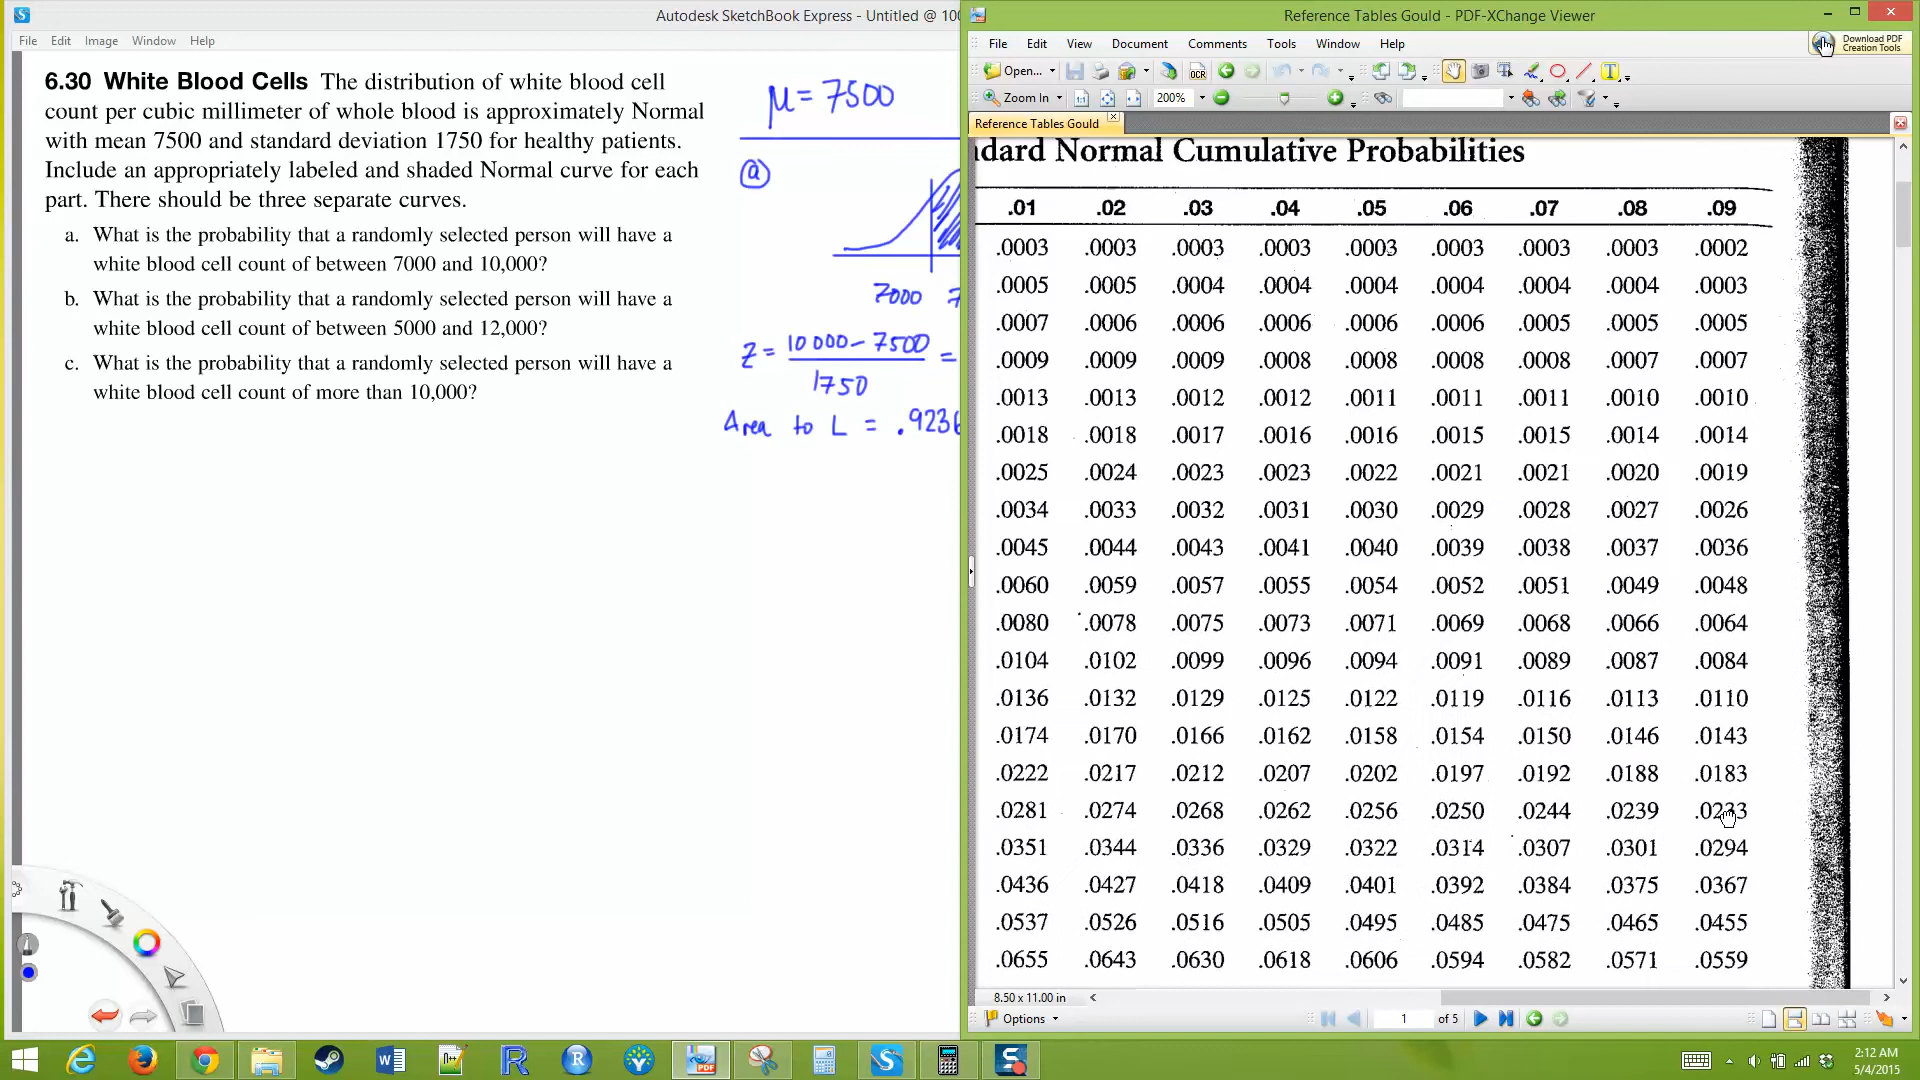 Autodesk SketchBook Express - Untitled @ 100
File Edit Image Window Help
6.30 White Blood Cells The distribution of white blood cell
count per cubic millimeter of whole blood is approximately Normal
with mean 7500 and standard deviation 1750 for healthy patients.
Include an appropriately labeled and shaded Normal curve for each
part. There should be three separate curves.
a. What is the probability that a randomly selected person will have a
white blood cell count of between 7000 and 10,000?
b. What is the probability that a randomly selected person will have a
white blood cell count of between 5000 and 12,000?
c. What is the probability that a randomly selected person will have a
white blood cell count of more than 10,000?
μ = 7500
a
7000 7
Z = 10 000 - 7500 =
1750
Area to L = .9236
Reference Tables Gould - PDF-XChange Viewer
File Edit View Document Comments Tools Window Help
Download PDF
Creation Tools
Open...
OCR
Zoom In 200%
Reference Tables Gould
dard Normal Cumulative Probabilities
.01 .02 .03 .04 .05 .06 .07 .08 .09
.0003 .0003 .0003 .0003 .0003 .0003 .0003 .0003 .0002
.0005 .0005 .0004 .0004 .0004 .0004 .0004 .0004 .0003
.0007 .0006 .0006 .0006 .0006 .0006 .0005 .0005 .0005
.0009 .0009 .0009 .0008 .0008 .0008 .0008 .0007 .0007
.0013 .0013 .0012 .0012 .0011 .0011 .0011 .0010 .0010
.0018 .0018 .0017 .0016 .0016 .0015 .0015 .0014 .0014
.0025 .0024 .0023 .0023 .0022 .0021 .0021 .0020 .0019
.0034 .0033 .0032 .0031 .0030 .0029 .0028 .0027 .0026
.0045 .0044 .0043 .0041 .0040 .0039 .0038 .0037 .0036
.0060 .0059 .0057 .0055 .0054 .0052 .0051 .0049 .0048
.0080 .0078 .0075 .0073 .0071 .0069 .0068 .0066 .0064
.0104 .0102 .0099 .0096 .0094 .0091 .0089 .0087 .0084
.0136 .0132 .0129 .0125 .0122 .0119 .0116 .0113 .0110
.0174 .0170 .0166 .0162 .0158 .0154 .0150 .0146 .0143
.0222 .0217 .0212 .0207 .0202 .0197 .0192 .0188 .0183
.0281 .0274 .0268 .0262 .0256 .0250 .0244 .0239 .0233
.0351 .0344 .0336 .0329 .0322 .0314 .0307 .0301 .0294
.0436 .0427 .0418 .0409 .0401 .0392 .0384 .0375 .0367
.0537 .0526 .0516 .0505 .0495 .0485 .0475 .0465 .0455
.0655 .0643 .0630 .0618 .0606 .0594 .0582 .0571 .0559
8.50 x 11.00 in
Options 1 of 5
2:12 AM
5/4/2015